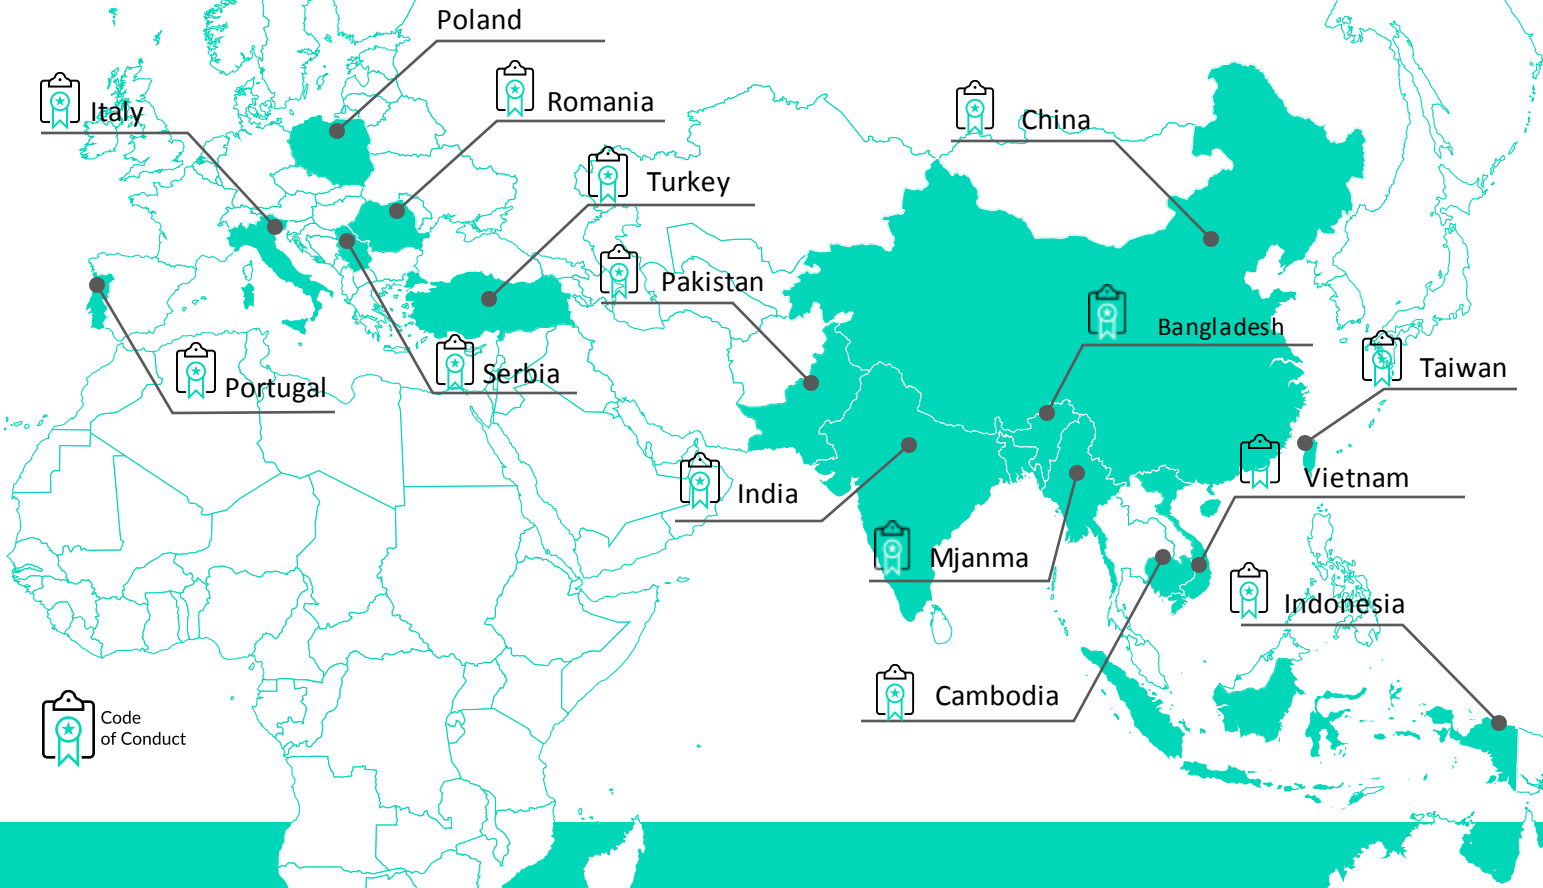 Poland
Romania
Italy
China
Turkey
Pakistan
Bangladesh
Taiwan
Serbia
Portugal
Vietnam
India
Mjanma
Indonesia
Cambodia
Code
of Conduct